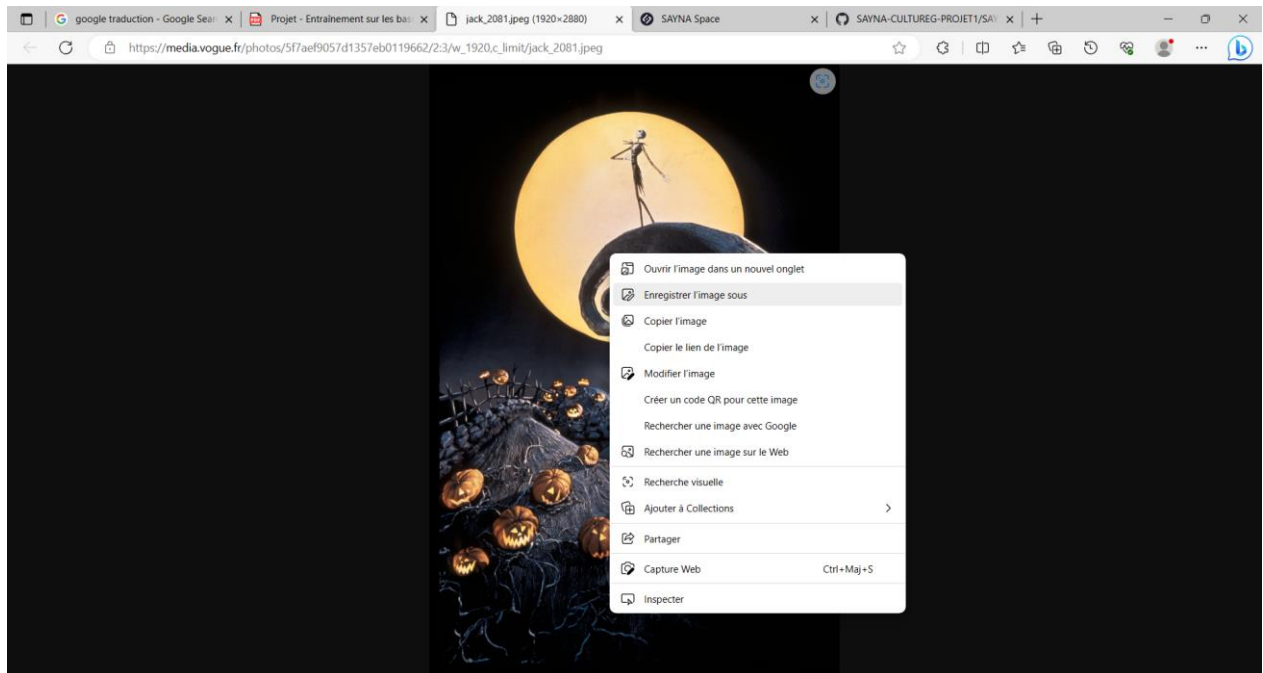 google traduction - Google Sear
Projet - Entraînement sur les bas
jack_2081.jpeg (1920×2880)
SAYNA Space
SAYNA-CULTUREG-PROJET1/SAY
https://media.vogue.fr/photos/5f7aef9057d1357eb0119662/2:3/w_1920,c_limit/jack_2081.jpeg
Ouvrir l'image dans un nouvel onglet
Enregistrer l'image sous
Copier l'image
Copier le lien de l'image
Modifier l'image
Créer un code QR pour cette image
Rechercher une image avec Google
Rechercher une image sur le Web
Recherche visuelle
Ajouter à Collections
Partager
Capture Web Ctrl+Maj+S
Inspecter